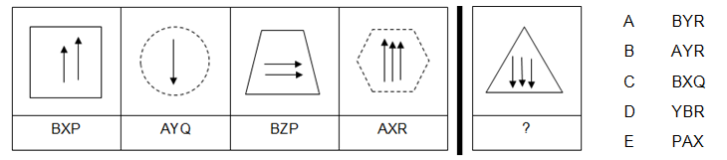 BXP AYQ BZP AXR ?
A BYR
B AYR
C BXQ
D YBR
E PAX